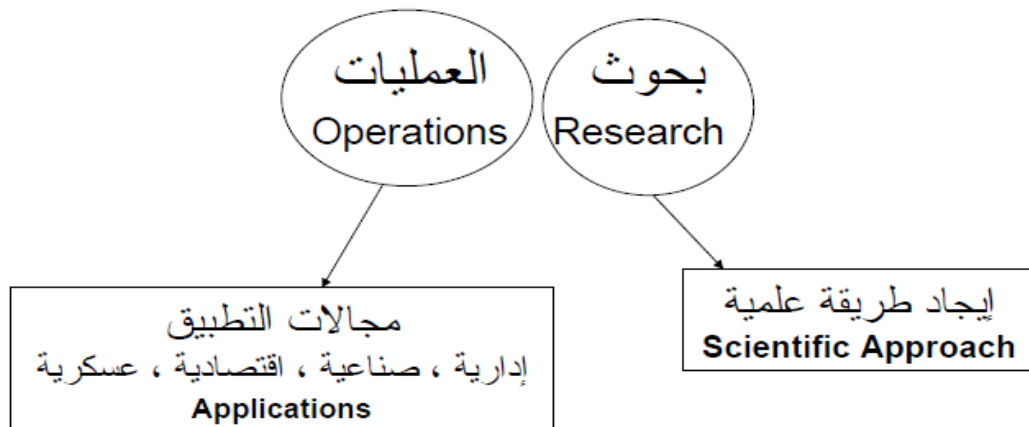 بحوث
Research
العمليات
Operations
إيجاد طريقة علمية
Scientific Approach
مجالات التطبيق
إدارية ، صناعية ، اقتصادية ، عسكرية
Applications